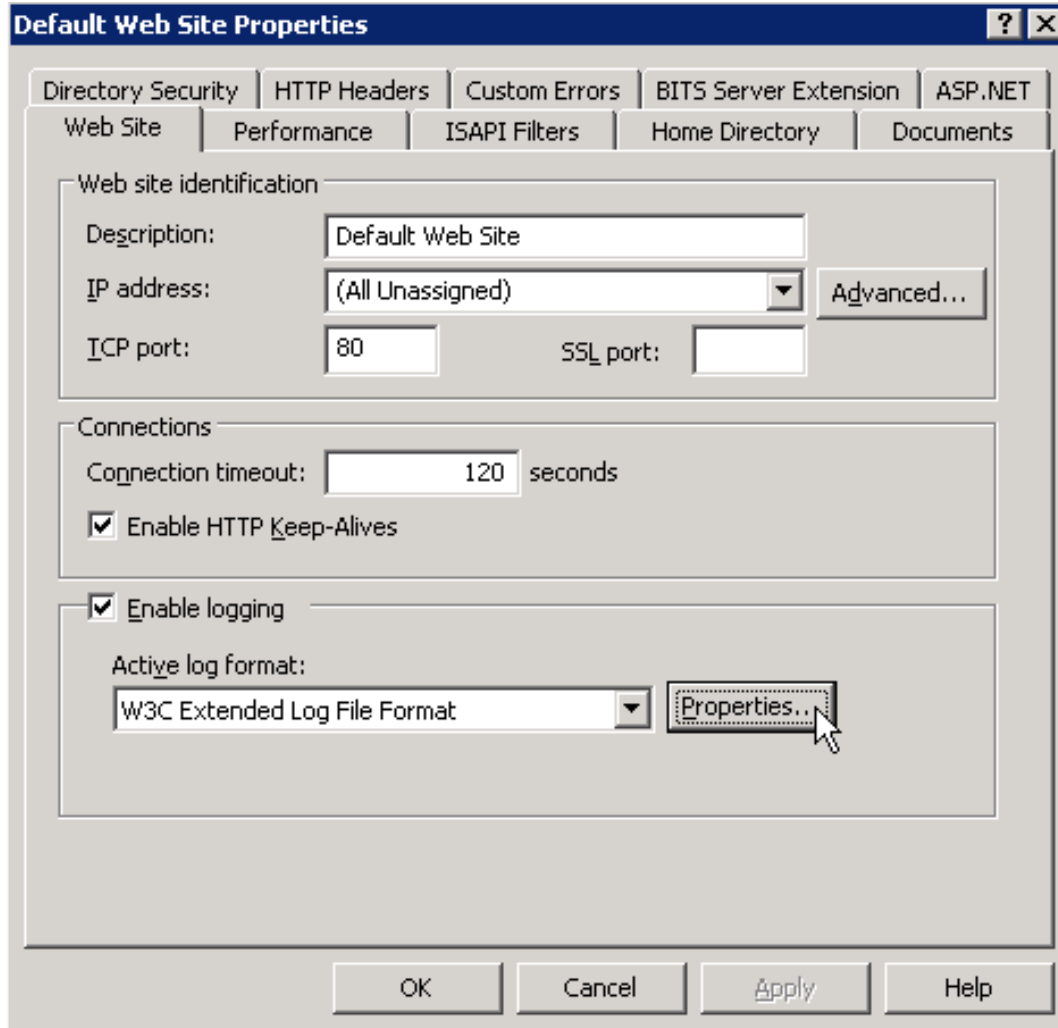 Default Web Site Properties
Directory Security HTTP Headers Custom Errors BITS Server Extension ASP.NET
Web Site Performance ISAPI Filters Home Directory Documents
Web site identification
Description: Default Web Site
IP address: (All Unassigned) Advanced...
TCP port: 80 SSL port:
Connections
Connection timeout: 120 seconds
Enable HTTP Keep-Alives
Enable logging
Active log format:
W3C Extended Log File Format Properties...
OK Cancel Apply Help